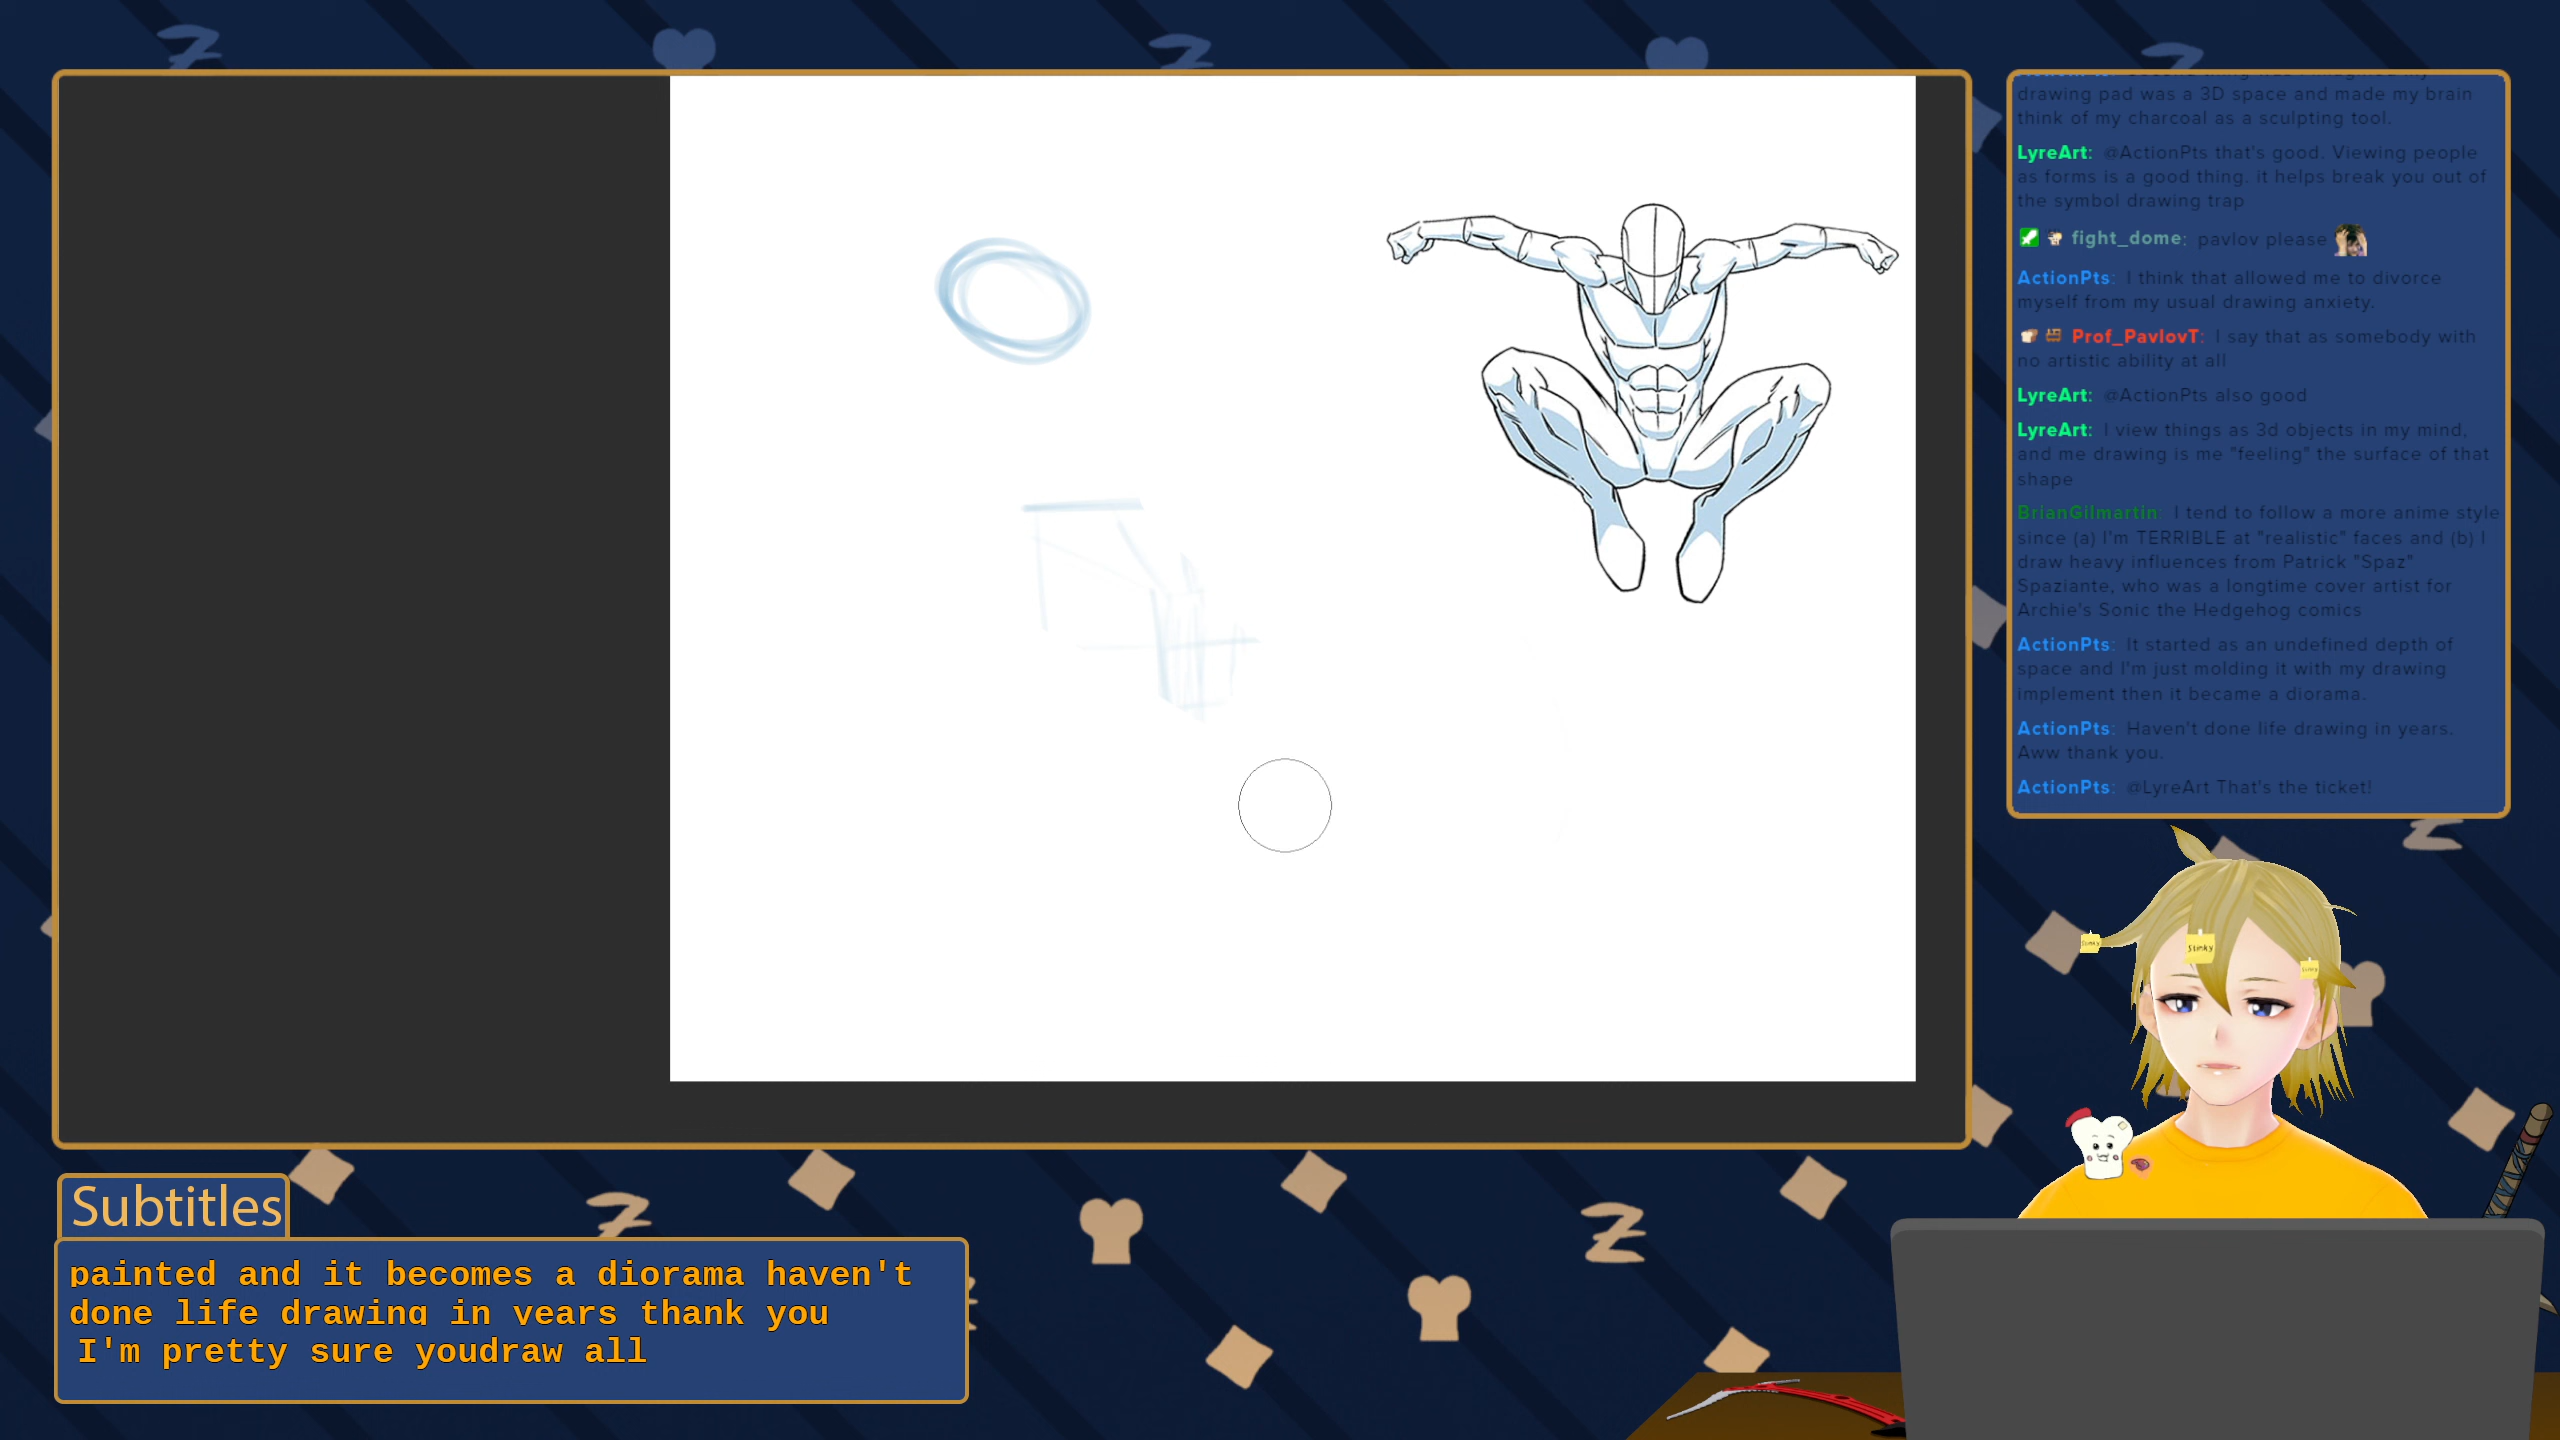 drawing pad was a 3D space and made my brain
think of my charcoal as a sculpting tool.
LyreArt: @ActionPts that's good. Viewing people
as forms is a good thing. it helps break you out of
the symbol drawing trap
fight_dome: pavlov please
ActionPts: I think that allowed me to divorce
myself from my usual drawing anxiety.
Prof_PavlovT: I say that as somebody with
no artistic ability at all
LyreArt: @ActionPts also good
LyreArt: I view things as 3d objects in my mind,
and me drawing is me "feeling" the surface of that
shape
BrianGilmartin: I tend to follow a more anime style
since (a) I'm TERRIBLE at "realistic" faces and (b) I
draw heavy influences from Patrick "Spaz"
Spaziante, who was a longtime cover artist for
Archie's Sonic the Hedgehog comics
ActionPts: It started as an undefined depth of
space and I'm just molding it with my drawing
implement then it became a diorama.
ActionPts: Haven't done life drawing in years.
Aww thank you.
ActionPts: @LyreArt That's the ticket!
Stinky
Stinky
Stinky
Subtitles
painted and it becomes a diorama haven't
done life drawing in years thank you
I'm pretty sure youdraw all